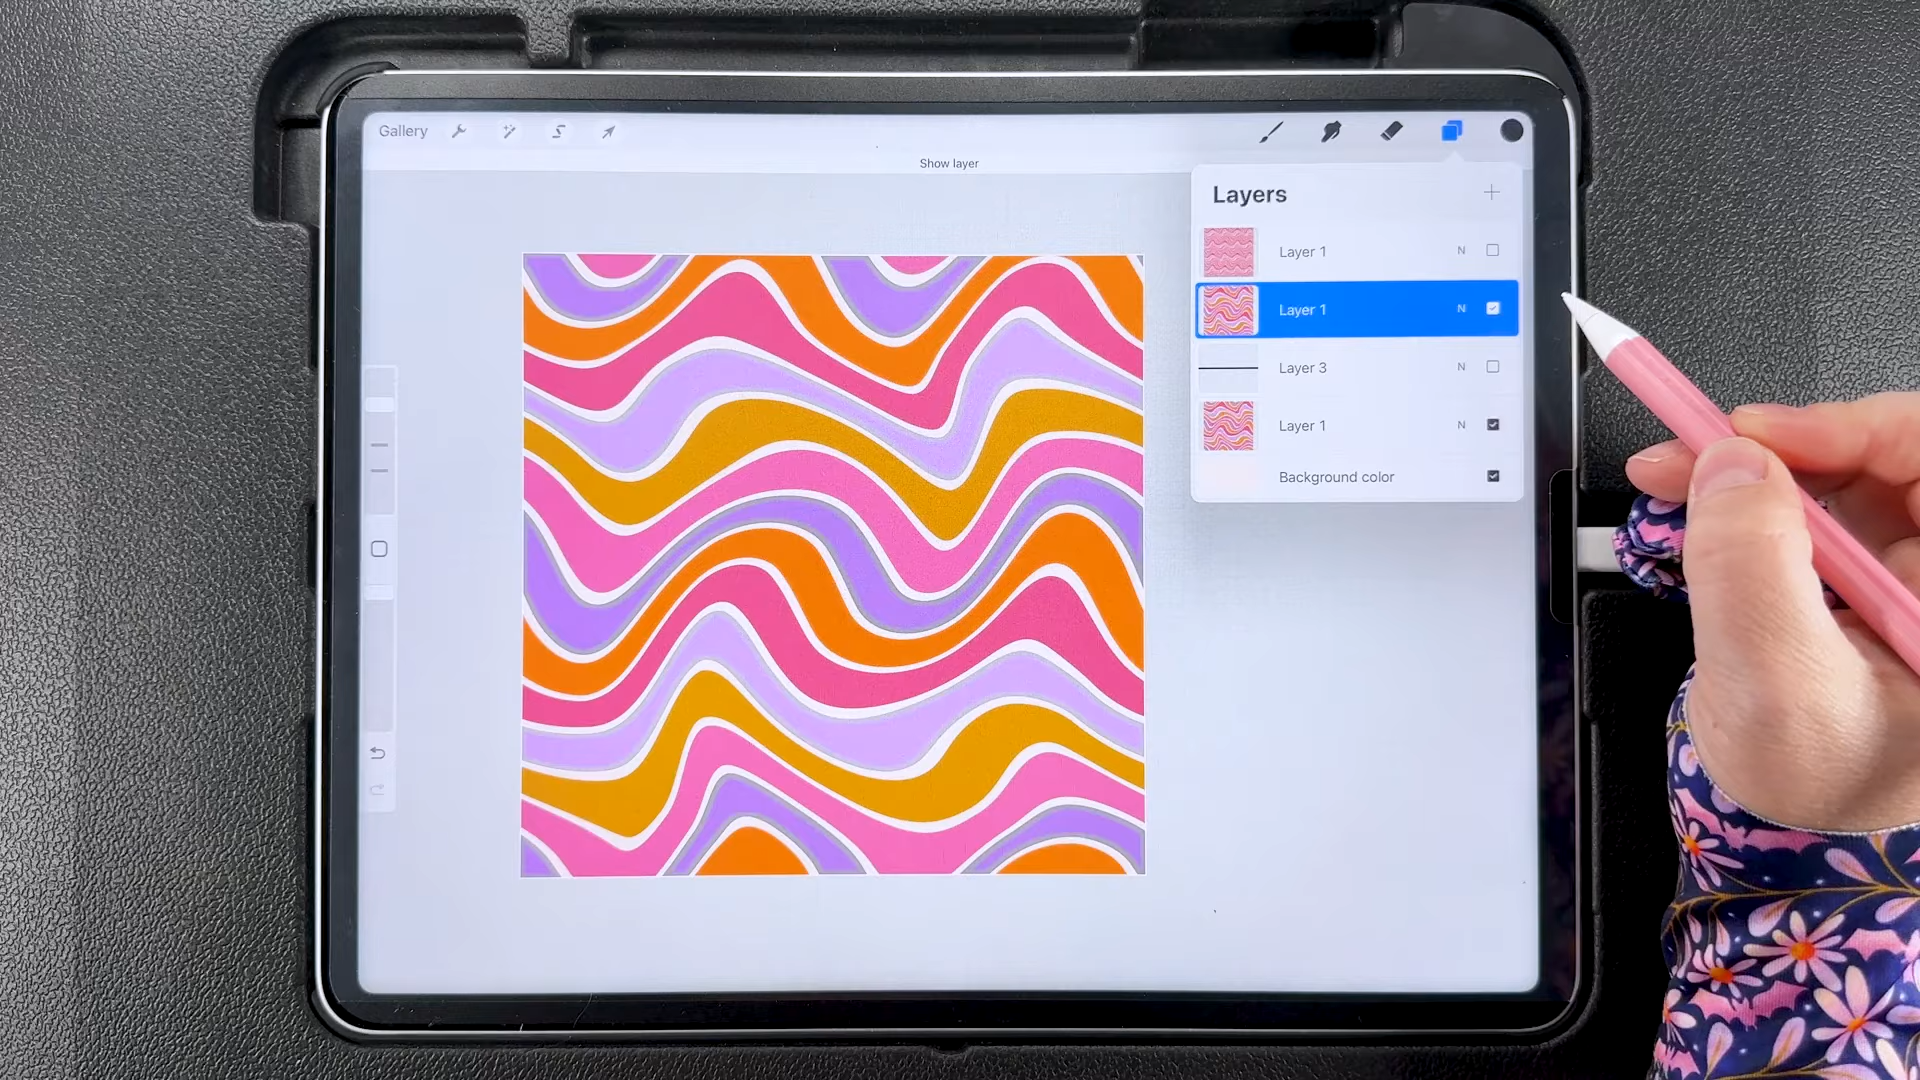 Gallery
Show layer
Layers
Layer 1 N
Layer 1 N
Layer 3 N
Layer 1 N
Background color